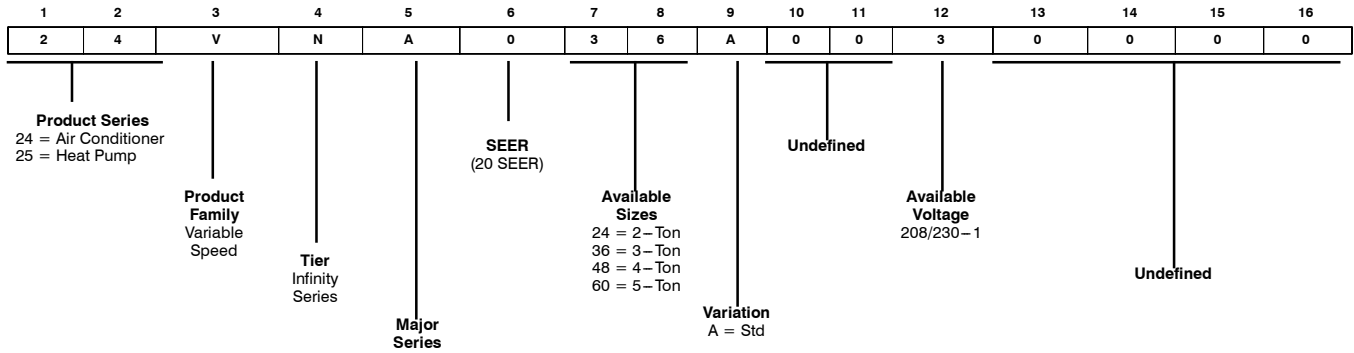 1 2 3 4 5 6 7 8 9 10 11 12 13 14 15 16
2 4 V N A 0 3 6 A 0 0 3 0 0 0 0
Product Series
24 = Air Conditioner
25 = Heat Pump
Product
Family
Variable
Speed
Tier
Infinity
Series
Major
Series
SEER
(20 SEER)
Available
Sizes
24 = 2–Ton
36 = 3–Ton
48 = 4–Ton
60 = 5–Ton
Variation
A = Std
Undefined
Available
Voltage
208/230–1
Undefined